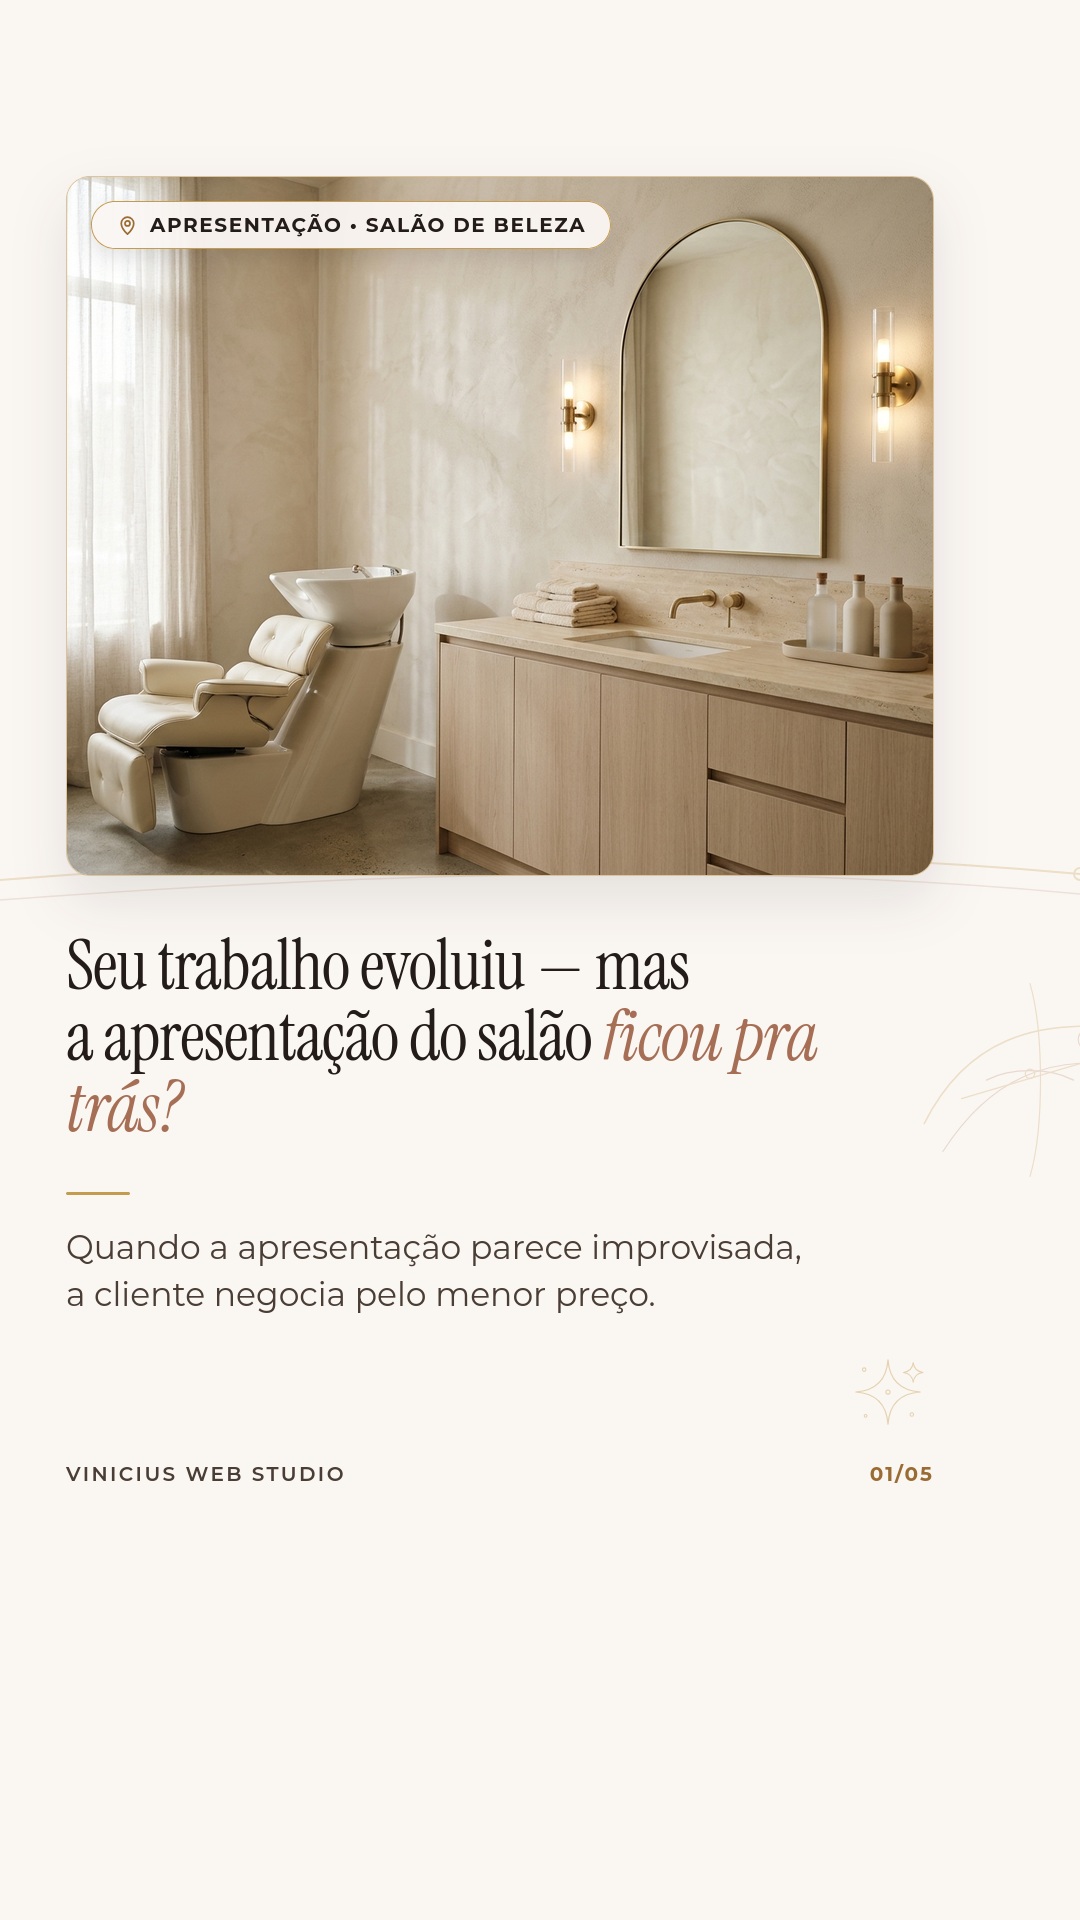 APRESENTAÇÃO • SALÃO DE BELEZA
Seu trabalho evoluiu — mas
a apresentação do salão ficou pra
trás?
Quando a apresentação parece improvisada,
a cliente negocia pelo menor preço.
VINICIUS WEB STUDIO
01/05